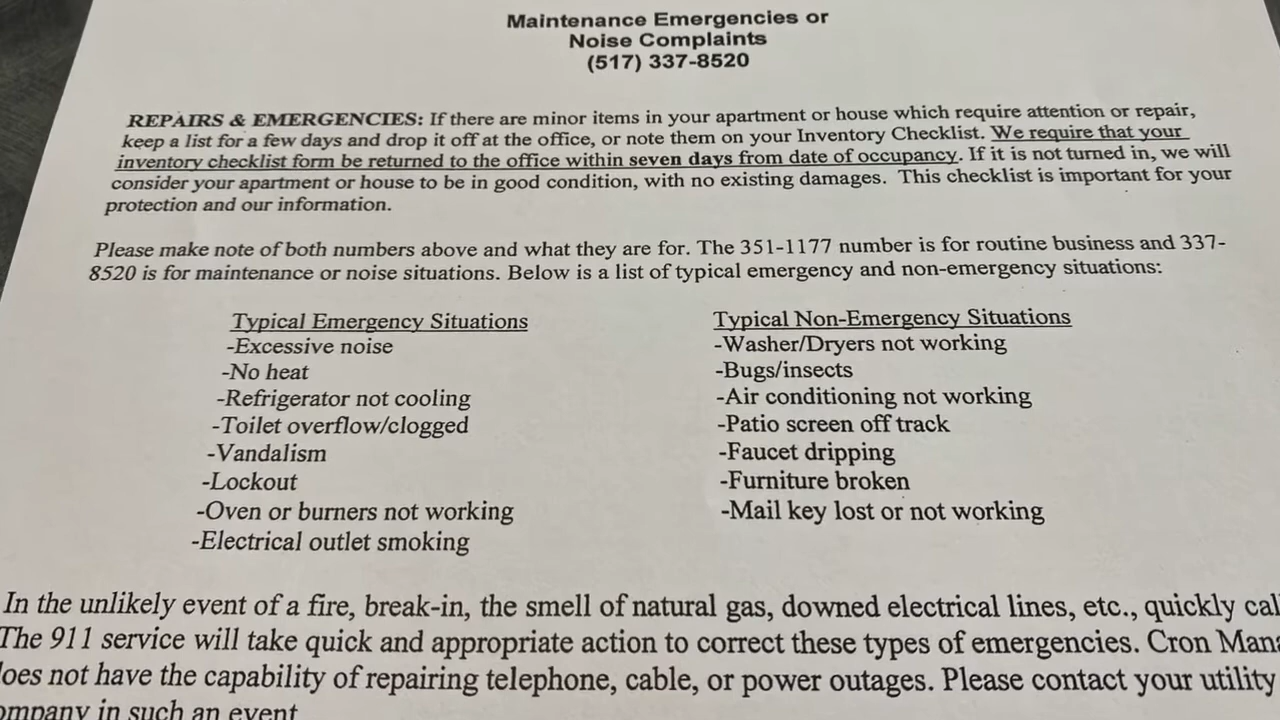 Maintenance Emergencies or
Noise Complaints
(517) 337-8520
REPAIRS & EMERGENCIES: If there are minor items in your apartment or house which require attention or repair,
keep a list for a few days and drop it off at the office, or note them on your Inventory Checklist. We require that your
inventory checklist form be returned to the office within seven days from date of occupancy. If it is not turned in, we will
consider your apartment or house to be in good condition, with no existing damages. This checklist is important for your
protection and our information.
Please make note of both numbers above and what they are for. The 351-1177 number is for routine business and 337-
8520 is for maintenance or noise situations. Below is a list of typical emergency and non-emergency situations:
Typical Emergency Situations
-Excessive noise
-No heat
-Refrigerator not cooling
-Toilet overflow/clogged
-Vandalism
-Lockout
-Oven or burners not working
-Electrical outlet smoking
Typical Non-Emergency Situations
-Washer/Dryers not working
-Bugs/insects
-Air conditioning not working
-Patio screen off track
-Faucet dripping
-Furniture broken
-Mail key lost or not working
In the unlikely event of a fire, break-in, the smell of natural gas, downed electrical lines, etc., quickly
The 911 service will take quick and appropriate action to correct these types of emergencies. Cron
not have the capability of repairing telephone, cable, or power outages. Please contact your utility
in such an event